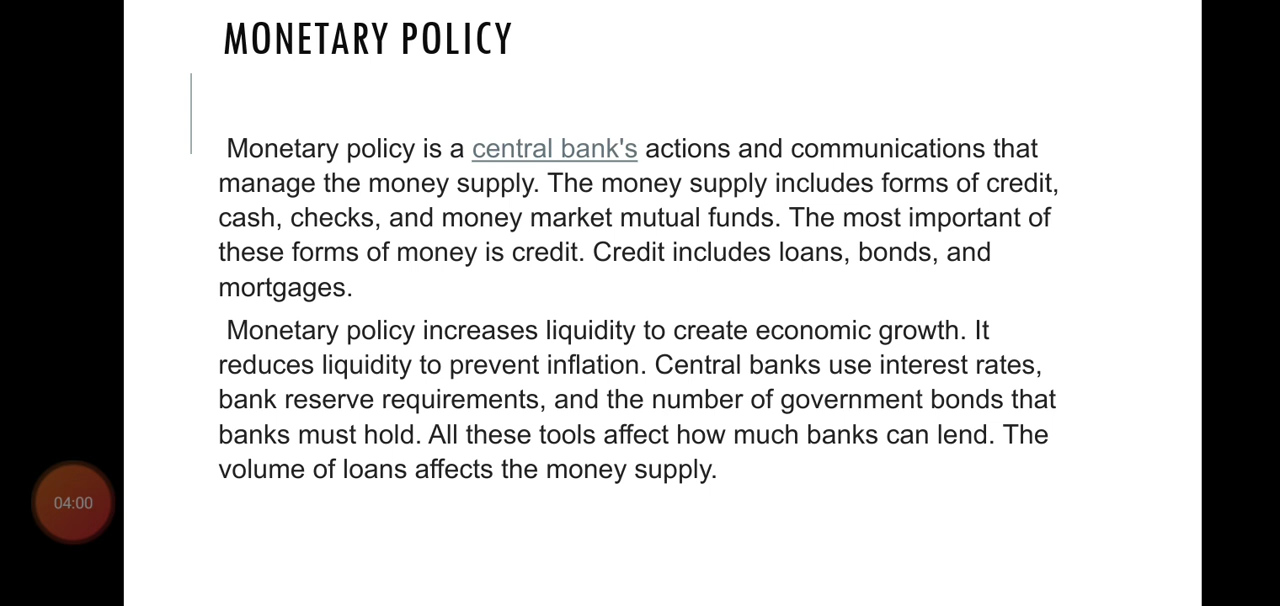 MONETARY POLICY
Monetary policy is a central bank's actions and communications that
manage the money supply. The money supply includes forms of credit,
cash, checks, and money market mutual funds. The most important of
these forms of money is credit. Credit includes loans, bonds, and
mortgages.
Monetary policy increases liquidity to create economic growth. It
reduces liquidity to prevent inflation. Central banks use interest rates,
bank reserve requirements, and the number of government bonds that
banks must hold. All these tools affect how much banks can lend. The
volume of loans affects the money supply.
04:00